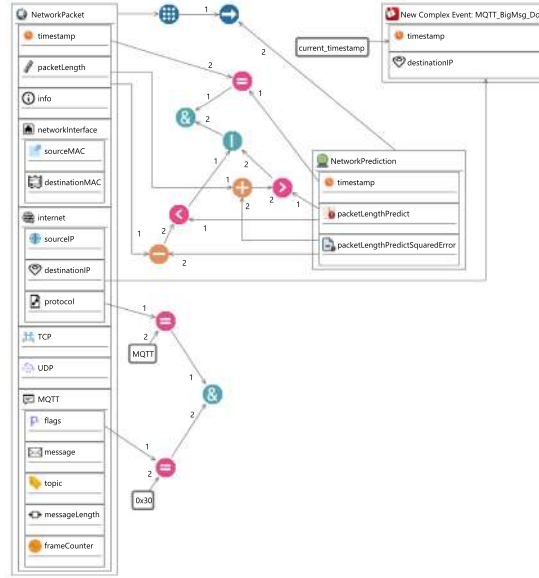 NetworkPacket
timestamp
packetLength
info
networkInterface
sourceMAC
destinationMAC
internet
sourceIP
destinationIP
protocol
TCP
UDP
MQTT
flags
message
topic
messageLength
frameCounter
1
2
current_timestamp
New Complex Event: MQTT_BigMsg_Do
timestamp
destinationIP
2
1
1
&
2
1
2
1
2
2
1
1
2
1
2
2
NetworkPrediction
timestamp
packetLengthPredict
packetLengthPredictSquaredError
1
2
MQTT
1
&
2
1
2
0x30